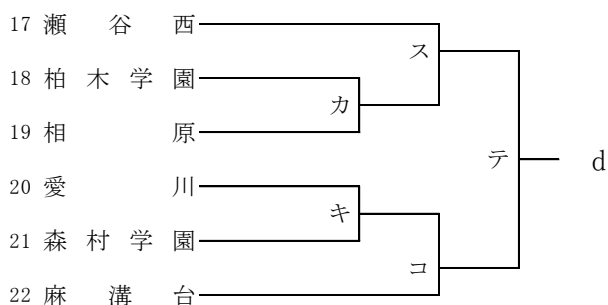 17 瀬谷西
ス
18 柏木学園
カ
19 相原
テ d
20 愛川
キ
21 森村学園
コ
22 麻溝台